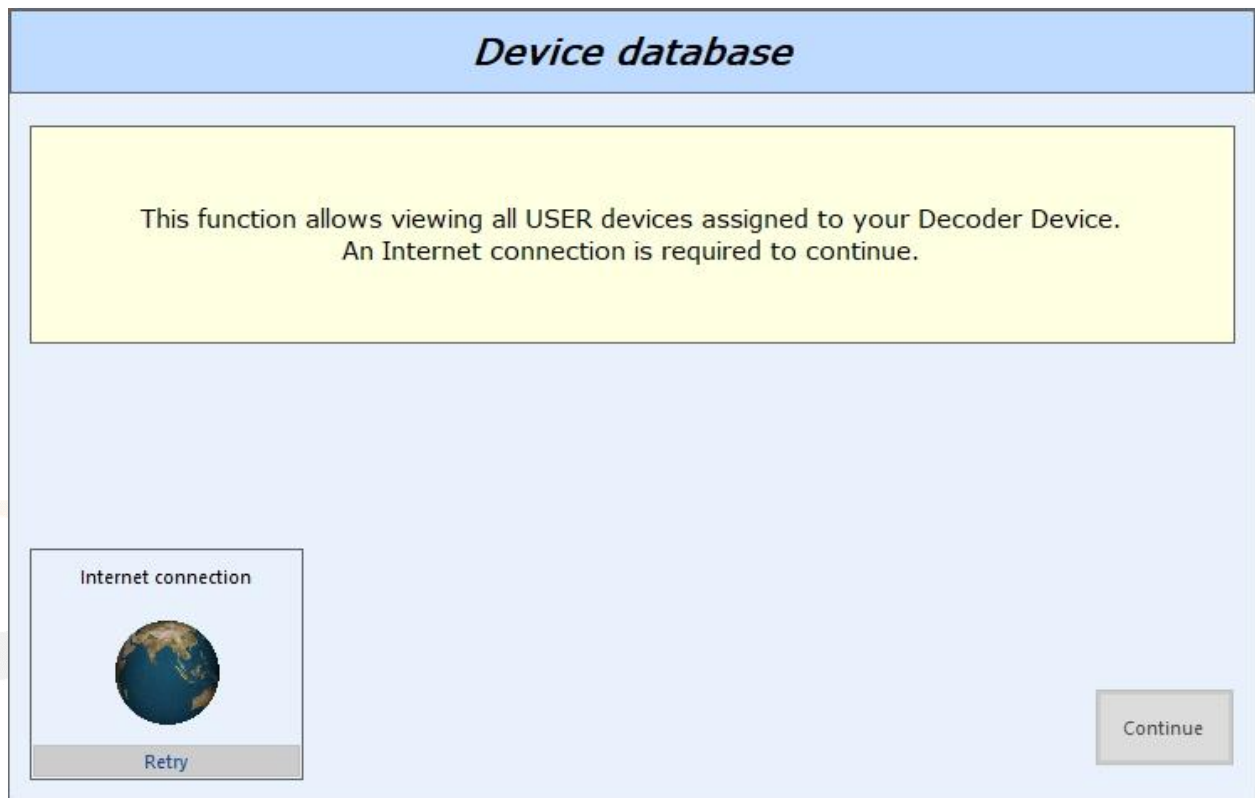 Device database
This function allows viewing all USER devices assigned to your Decoder Device.
An Internet connection is required to continue.
Internet connection
Retry
Continue